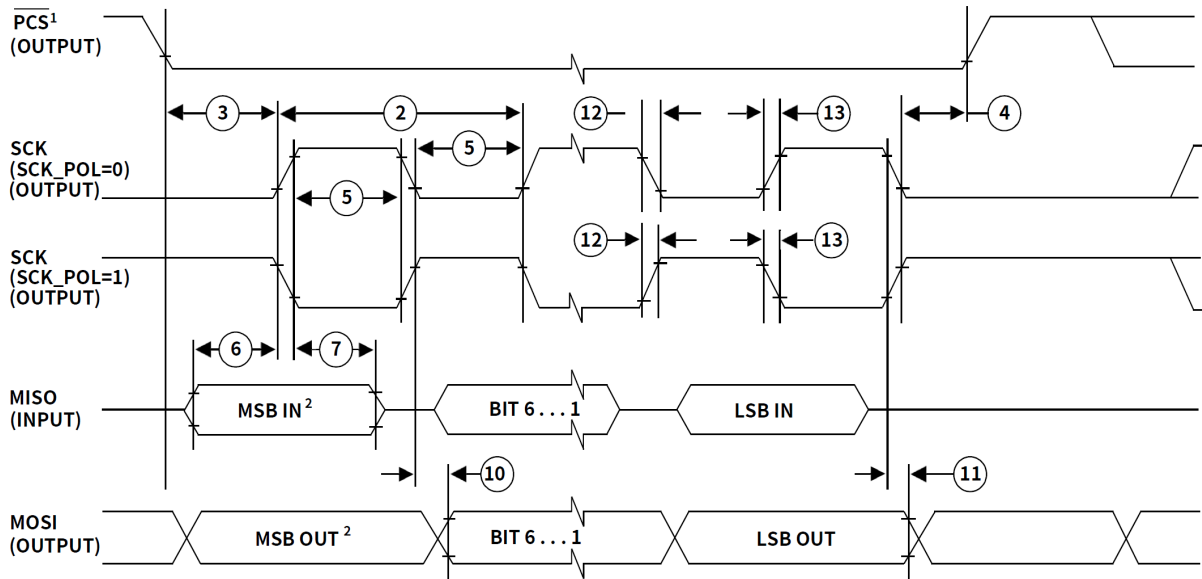 PCS¹
(OUTPUT)
3
2
12
13
4
SCK
(SCK_POL=0)
(OUTPUT)
5
5
SCK
(SCK_POL=1)
(OUTPUT)
12
13
6
7
MISO
(INPUT)
MSB IN²
BIT 6 . . . 1
LSB IN
10
11
MOSI
(OUTPUT)
MSB OUT²
BIT 6 . . . 1
LSB OUT